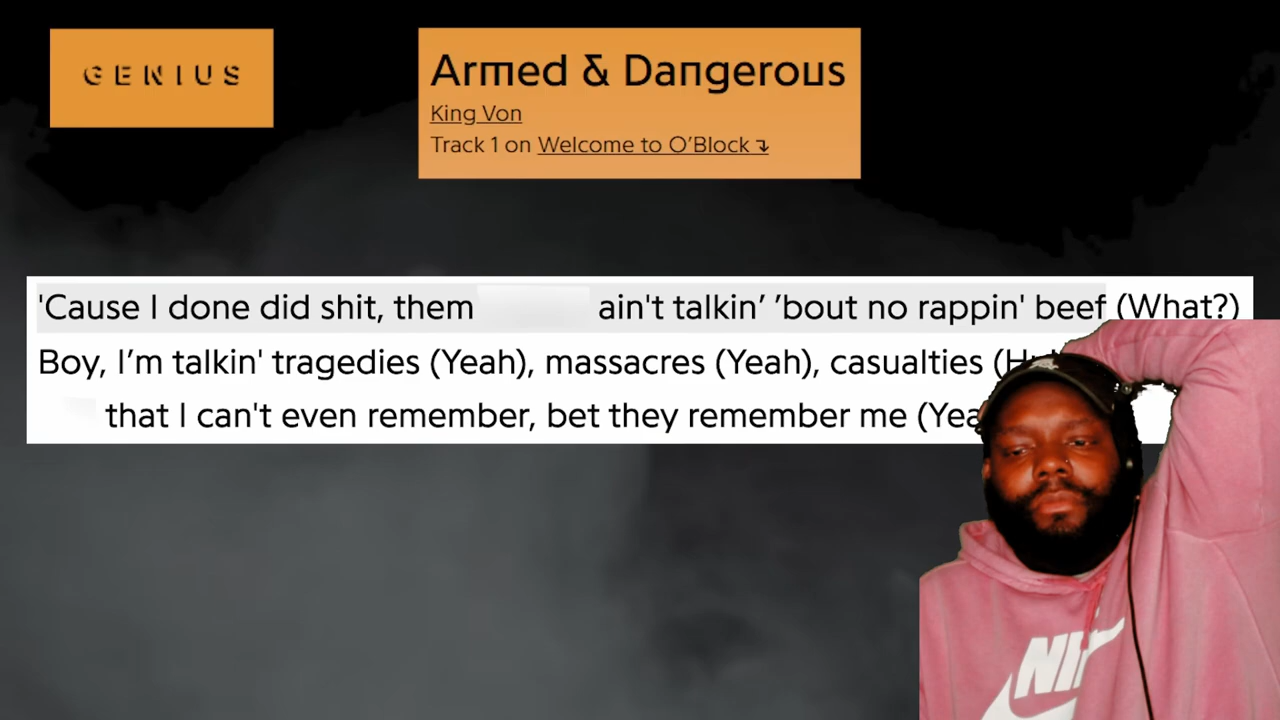 GENIUS
Armed & Dangerous
King Von
Track 1 on Welcome to O’Block ↴
'Cause I done did shit, them ain't talkin’ ’bout no rappin' beef (What?)
Boy, I’m talkin' tragedies (Yeah), massacres (Yeah), casualties
that I can't even remember, bet they remember me